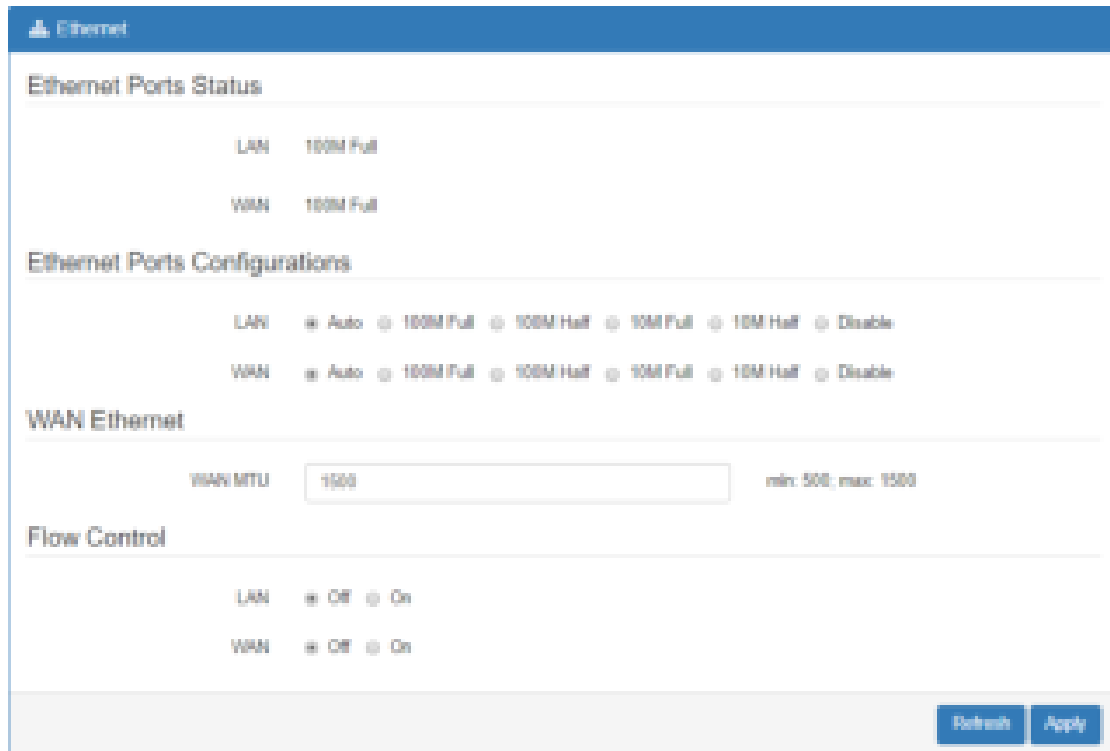 Ethernet
Ethernet Ports Status
LAN 100M Full
WAN 100M Full
Ethernet Ports Configurations
LAN Auto 100M Full 100M Half 10M Full 10M Half Disable
WAN Auto 100M Full 100M Half 10M Full 10M Half Disable
WAN Ethernet
WAN MTU 1500 min: 500; max: 1500
Flow Control
LAN Off On
WAN Off On
Refresh Apply